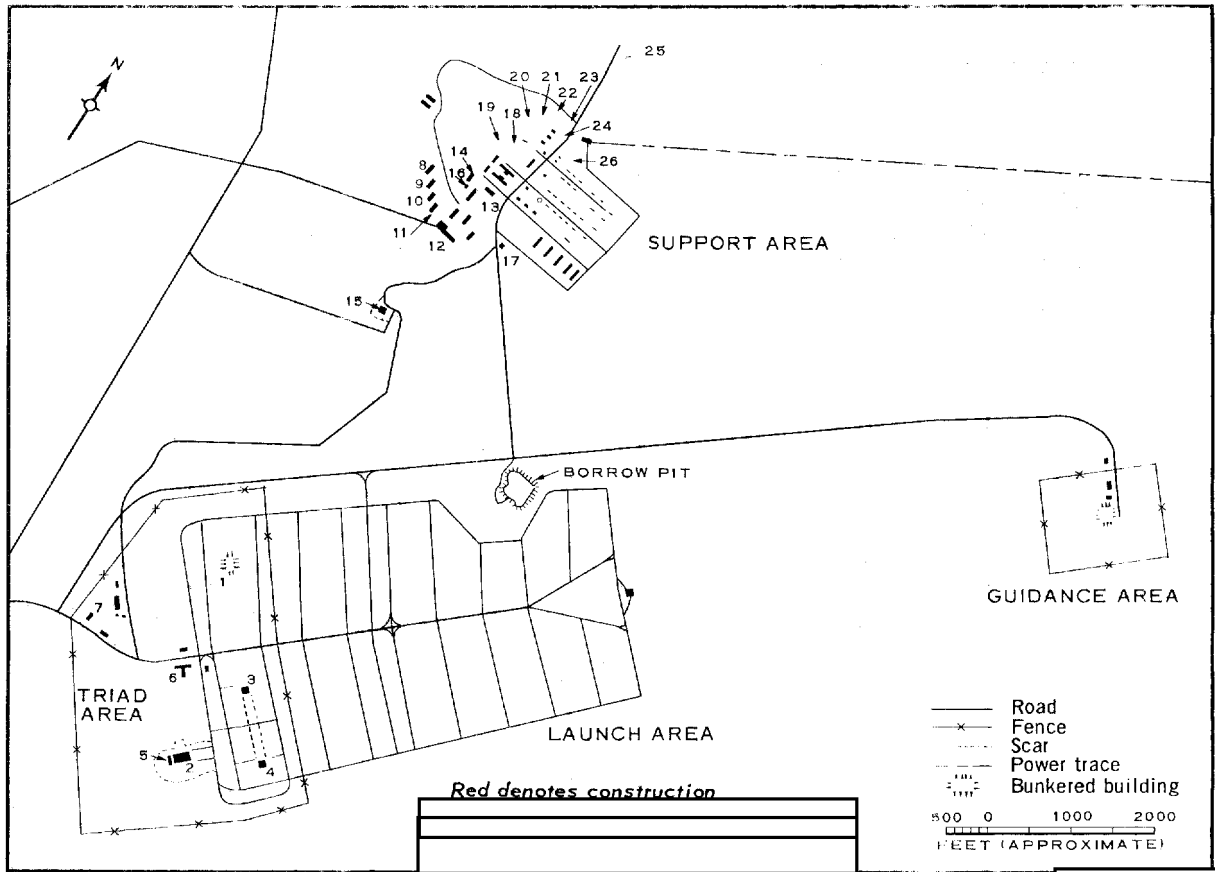 N
25
20 21 23
22
19 18
24
14
26
8
16
9
13
10
11
12
17
SUPPORT AREA
15
BORROW PIT
1
GUIDANCE AREA
7
6
3
TRIAD
AREA
LAUNCH AREA
5
2
4
Road
Fence
Scar
Power trace
Bunkered building
Red denotes construction
500 0 1000 2000
FEET (APPROXIMATE)